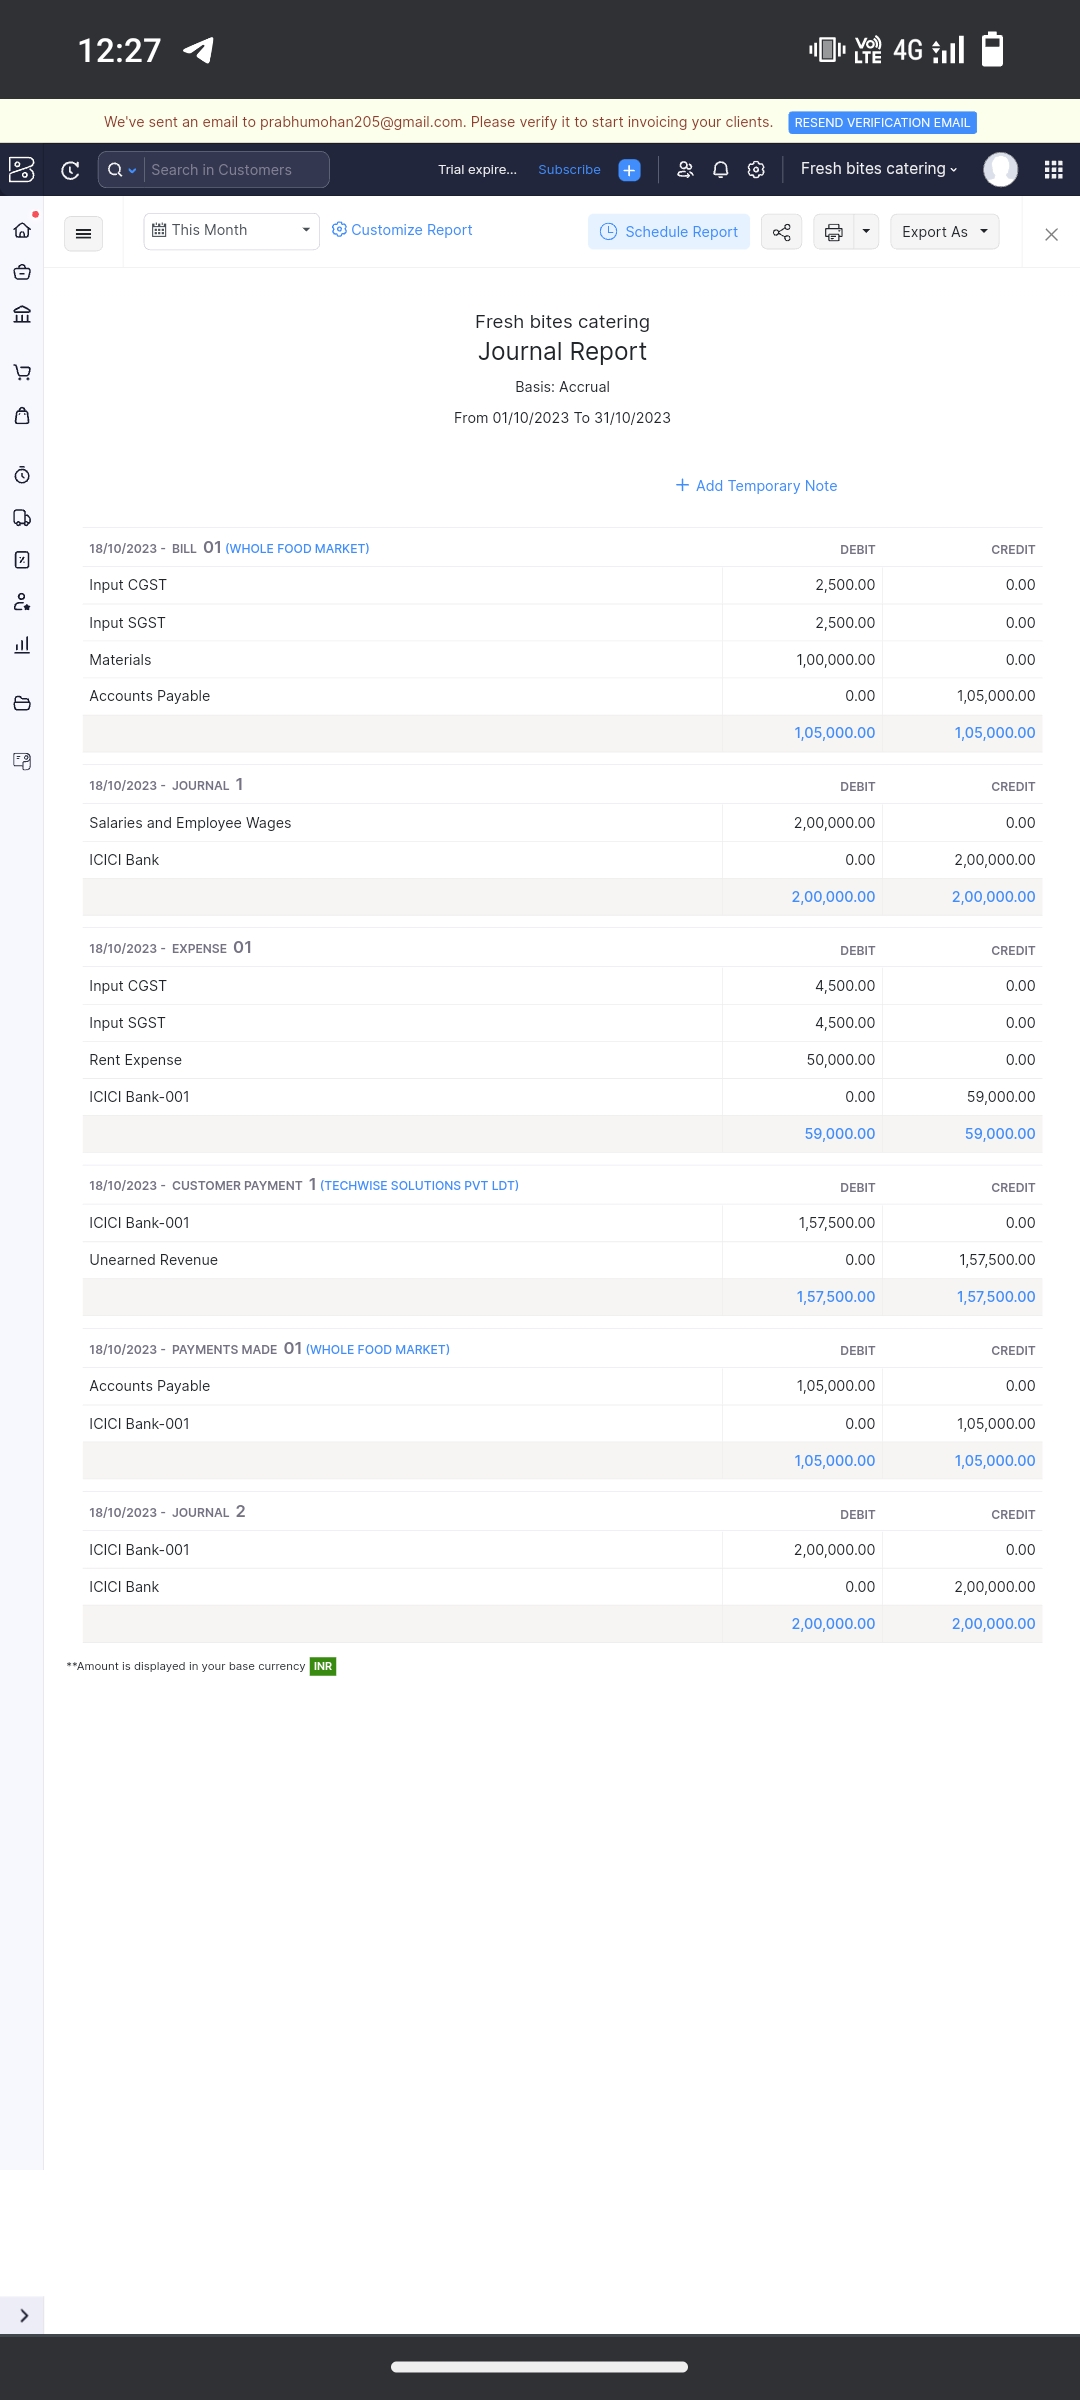 12:27 Vo) LTE 4G
We've sent an email to prabhumohan205@gmail.com. Please verify it to start invoicing your clients. RESEND VERIFICATION EMAIL
Search in Customers Trial expire... Subscribe Fresh bites catering
This Month Customize Report Schedule Report Export As
Fresh bites catering
Journal Report
Basis: Accrual
From 01/10/2023 To 31/10/2023
+ Add Temporary Note
18/10/2023 - BILL 01 (WHOLE FOOD MARKET) DEBIT CREDIT
Input CGST 2,500.00 0.00
Input SGST 2,500.00 0.00
Materials 1,00,000.00 0.00
Accounts Payable 0.00 1,05,000.00
1,05,000.00 1,05,000.00
18/10/2023 - JOURNAL 1 DEBIT CREDIT
Salaries and Employee Wages 2,00,000.00 0.00
ICICI Bank 0.00 2,00,000.00
2,00,000.00 2,00,000.00
18/10/2023 - EXPENSE 01 DEBIT CREDIT
Input CGST 4,500.00 0.00
Input SGST 4,500.00 0.00
Rent Expense 50,000.00 0.00
ICICI Bank-001 0.00 59,000.00
59,000.00 59,000.00
18/10/2023 - CUSTOMER PAYMENT 1 (TECHWISE SOLUTIONS PVT LDT) DEBIT CREDIT
ICICI Bank-001 1,57,500.00 0.00
Unearned Revenue 0.00 1,57,500.00
1,57,500.00 1,57,500.00
18/10/2023 - PAYMENTS MADE 01 (WHOLE FOOD MARKET) DEBIT CREDIT
Accounts Payable 1,05,000.00 0.00
ICICI Bank-001 0.00 1,05,000.00
1,05,000.00 1,05,000.00
18/10/2023 - JOURNAL 2 DEBIT CREDIT
ICICI Bank-001 2,00,000.00 0.00
ICICI Bank 0.00 2,00,000.00
2,00,000.00 2,00,000.00
**Amount is displayed in your base currency INR